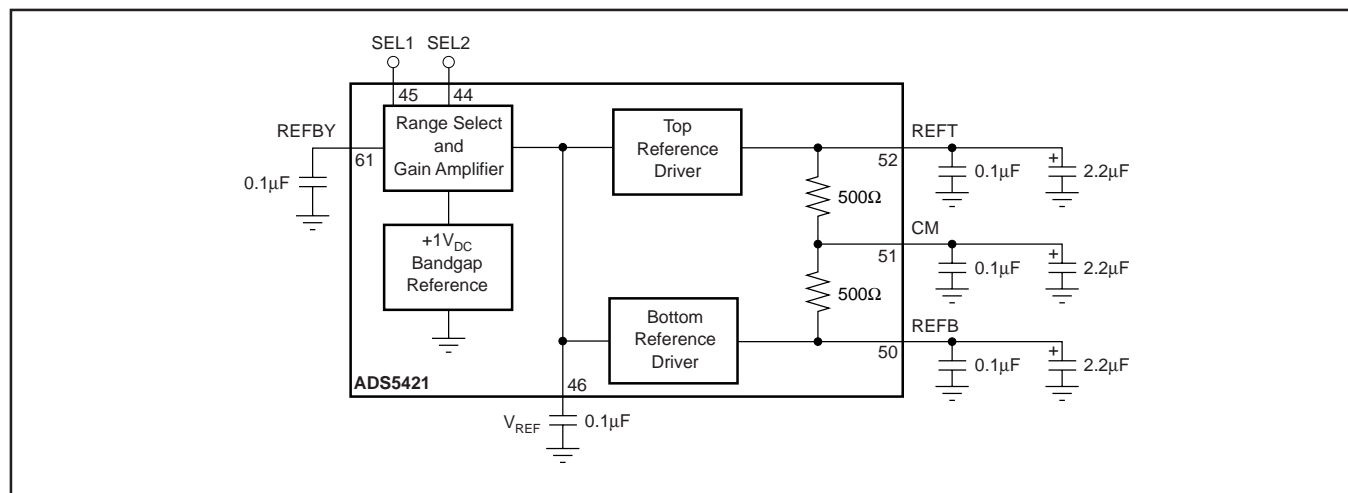 SEL1 SEL2
45 44
REFBY
61
Range Select
and
Gain Amplifier
0.1µF
+1V_DC
Bandgap
Reference
Top
Reference
Driver
Bottom
Reference
Driver
500Ω
500Ω
REFT
52
0.1µF
2.2µF
+
CM
51
0.1µF
2.2µF
+
REFB
50
0.1µF
2.2µF
+
ADS5421
46
V_REF
0.1µF